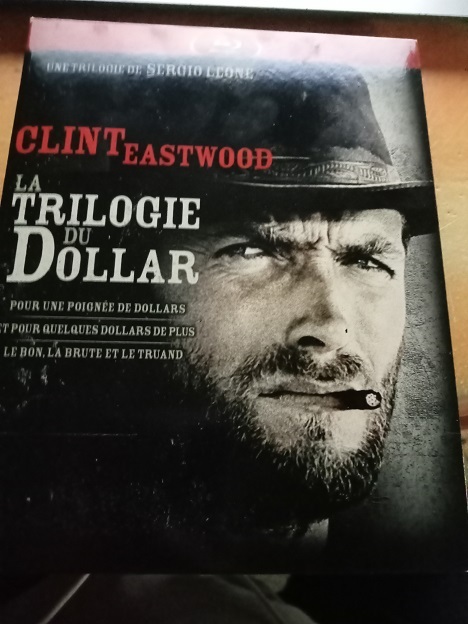 UNE TRILOGIE DE SERGIO LEONE
CLINT EASTWOOD
LA
TRILOGIE
DU
DOLLAR
POUR UNE POIGNÉE DE DOLLARS
ET POUR QUELQUES DOLLARS DE PLUS
LE BON, LA BRUTE ET LE TRUAND